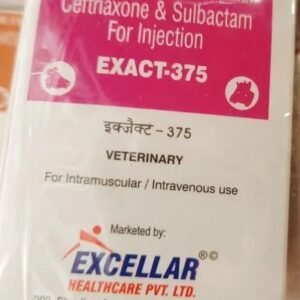 Ceftriaxone & Sulbactam
For Injection
EXACT-375
इक्जैक्ट - 375
VETERINARY
For Intramuscular / Intravenous use
Marketed by:
EXCELLAR ®©
HEALTHCARE PVT. LTD.